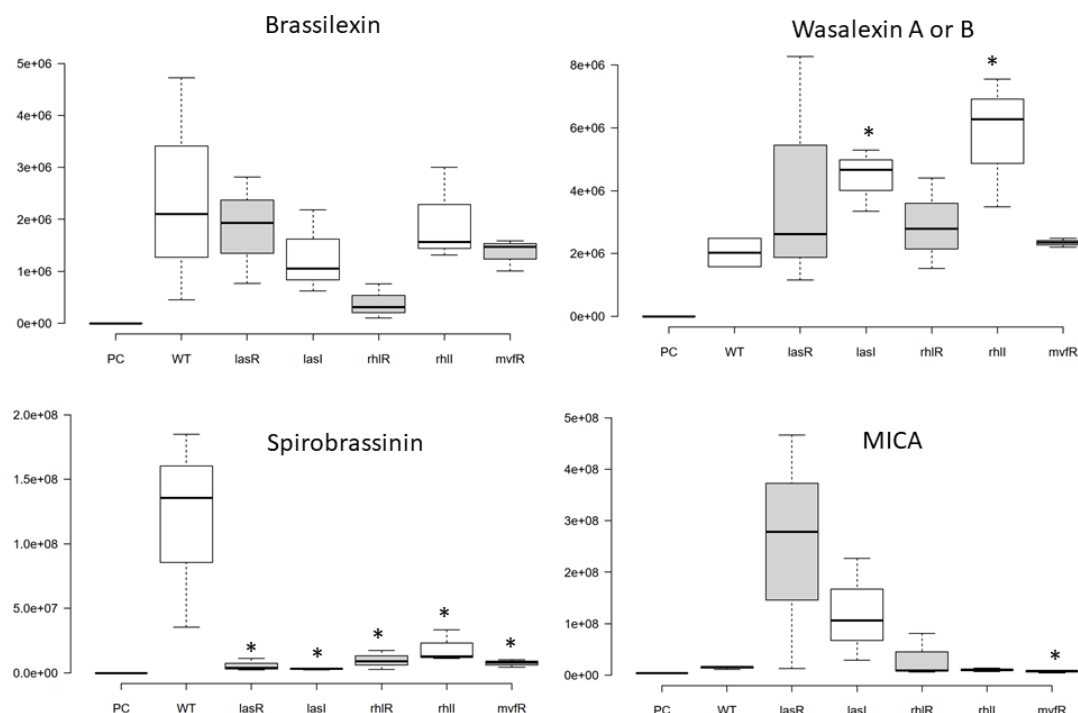 Brassilexin
5e+06
4e+06
3e+06
2e+06
1e+06
0e+00
PC WT lasR lasI rhlR rhlI mvfR
Wasalexin A or B
8e+06
6e+06
4e+06
2e+06
0e+00
* *
PC WT lasR lasI rhlR rhlI mvfR
Spirobrassinin
2.0e+08
1.5e+08
1.0e+08
5.0e+07
0.0e+00
* * * * *
PC WT lasR lasI rhlR rhlI mvfR
MICA
5e+08
4e+08
3e+08
2e+08
1e+08
0e+00
*
PC WT lasR lasI rhlR rhlI mvfR